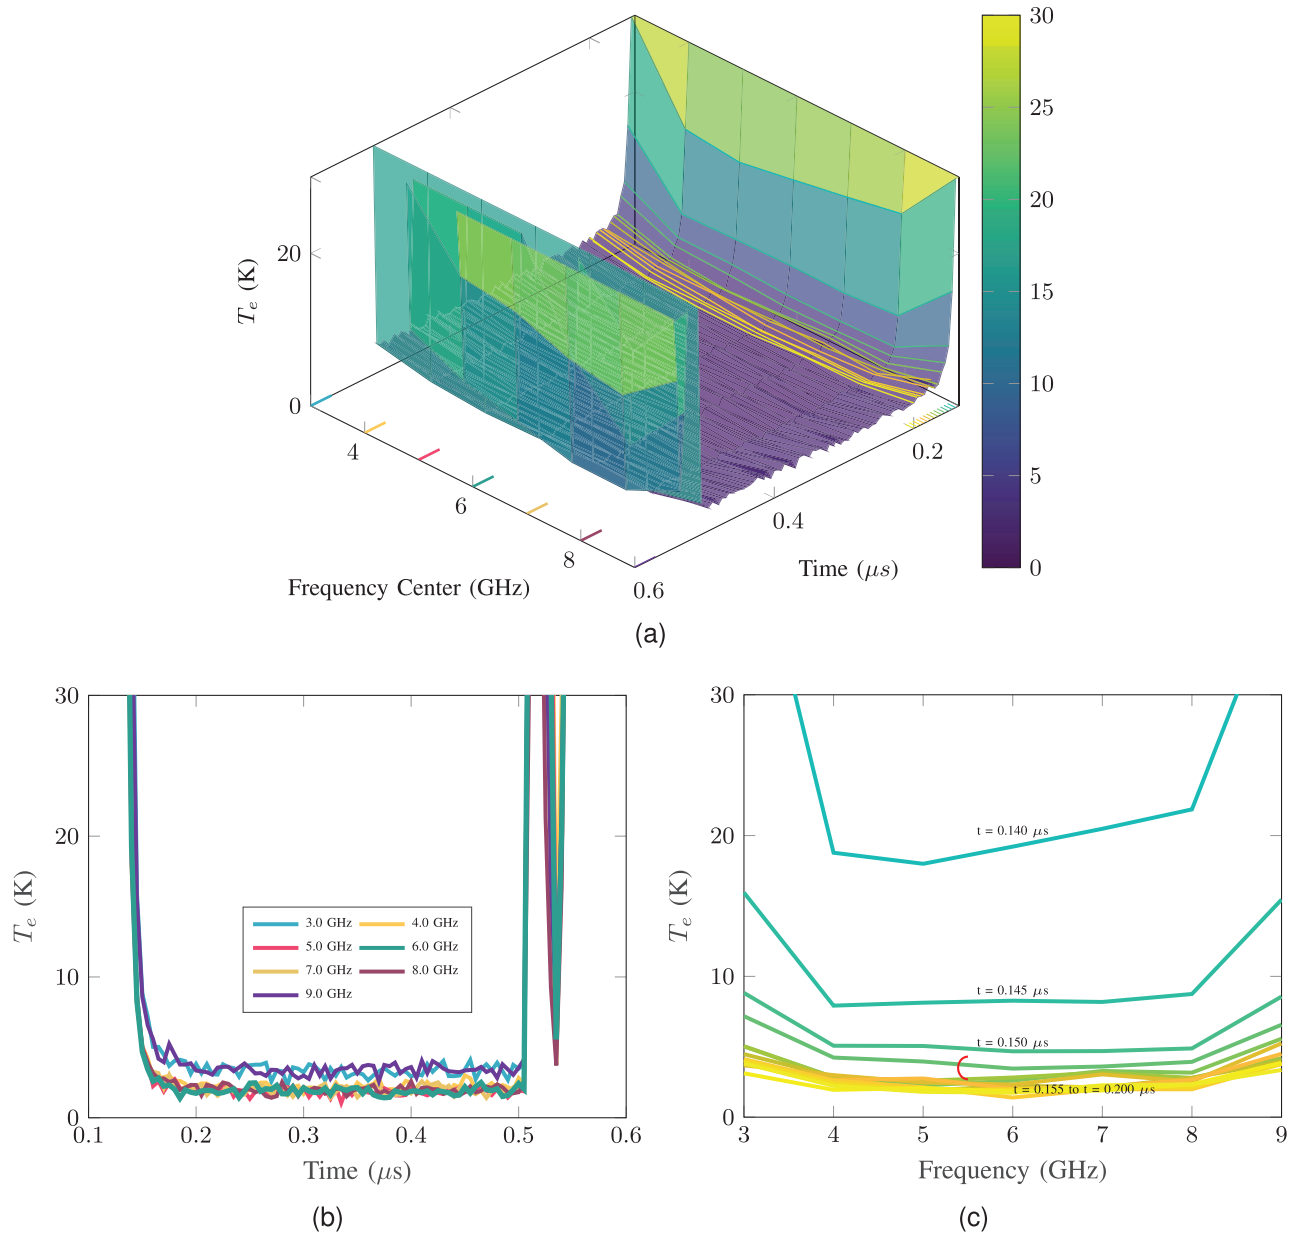 30
25
20
15
10
5
0
20
0
T_e (K)
4
6
8
0.2
0.4
0.6
Frequency Center (GHz)
Time (μs)
(a)
30
20
10
0
T_e (K)
3.0 GHz 4.0 GHz
5.0 GHz 6.0 GHz
7.0 GHz 8.0 GHz
9.0 GHz
0.1 0.2 0.3 0.4 0.5 0.6
Time (μs)
(b)
30
20
10
0
T_e (K)
t = 0.140 μs
t = 0.145 μs
t = 0.150 μs
t = 0.155 to t = 0.200 μs
3 4 5 6 7 8 9
Frequency (GHz)
(c)